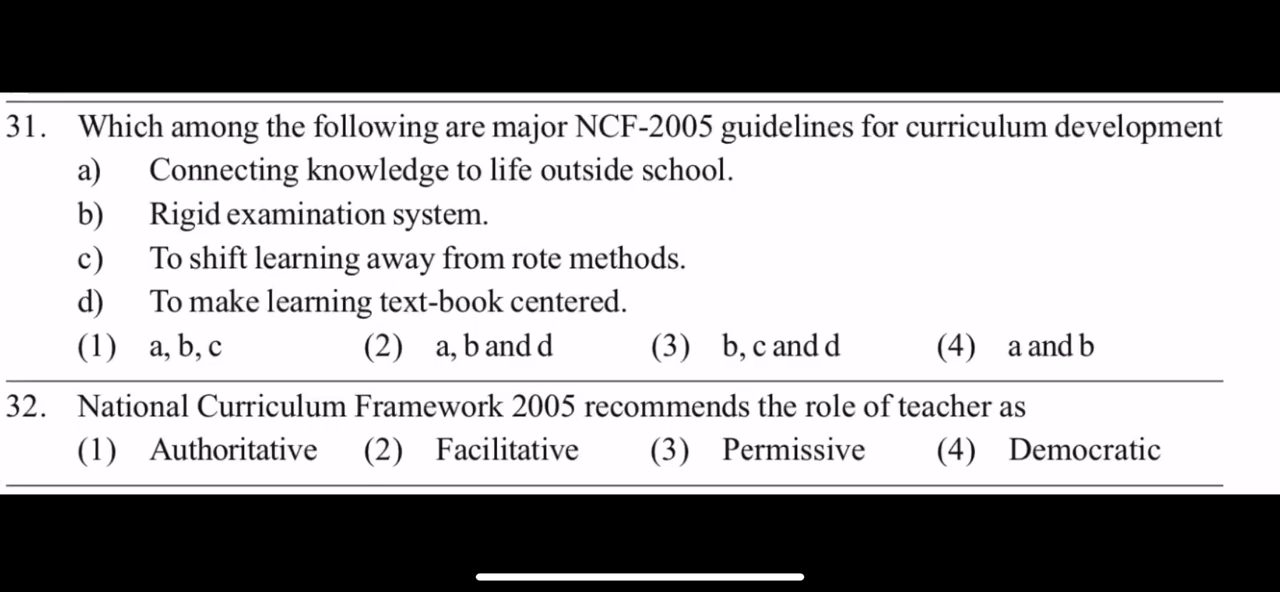 31. Which among the following are major NCF-2005 guidelines for curriculum development
a) Connecting knowledge to life outside school.
b) Rigid examination system.
c) To shift learning away from rote methods.
d) To make learning text-book centered.
(1) a, b, c (2) a, b and d (3) b, c and d (4) a and b
32. National Curriculum Framework 2005 recommends the role of teacher as
(1) Authoritative (2) Facilitative (3) Permissive (4) Democratic